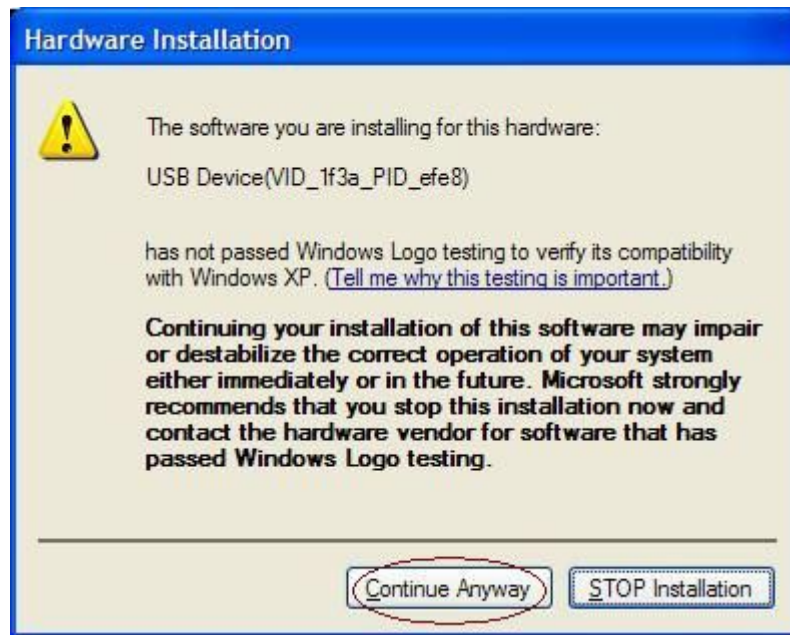 Hardware Installation
The software you are installing for this hardware:
USB Device(VID_1f3a_PID_efe8)
has not passed Windows Logo testing to verify its compatibility
with Windows XP. (Tell me why this testing is important.)
Continuing your installation of this software may impair
or destabilize the correct operation of your system
either immediately or in the future. Microsoft strongly
recommends that you stop this installation now and
contact the hardware vendor for software that has
passed Windows Logo testing.
Continue Anyway
STOP Installation